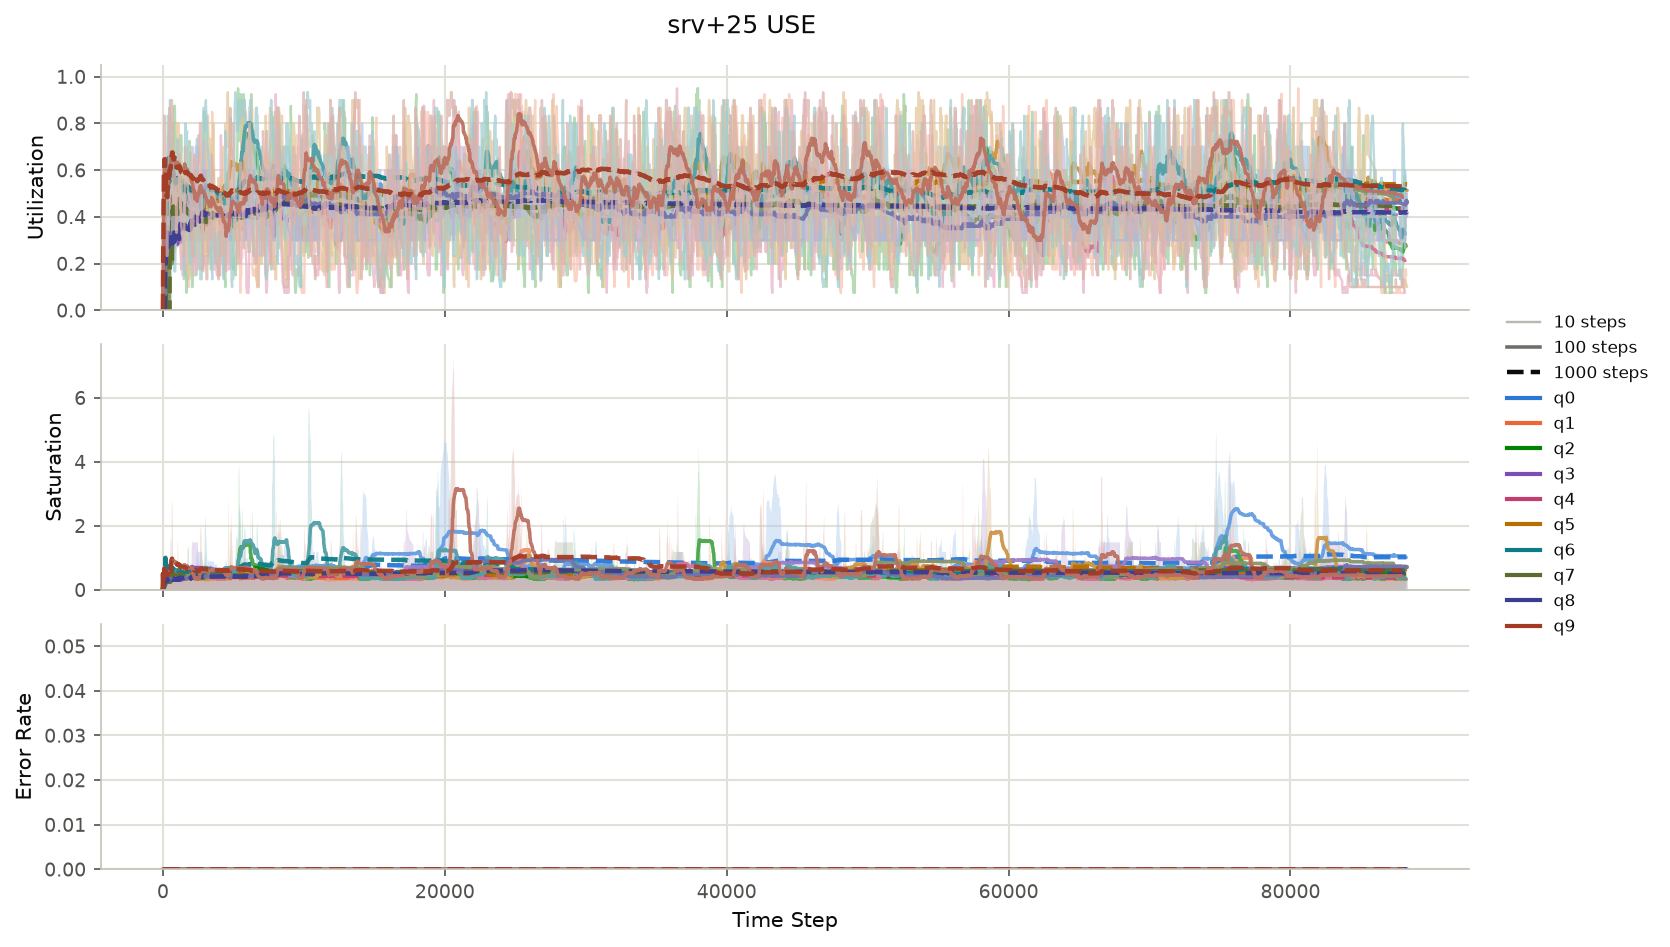 srv+25 USE
Utilization
1.0
0.8
0.6
0.4
0.2
0.0
Saturation
6
4
2
0
Error Rate
0.05
0.04
0.03
0.02
0.01
0.00
0
20000
40000
60000
80000
Time Step
10 steps
100 steps
1000 steps
q0
q1
q2
q3
q4
q5
q6
q7
q8
q9